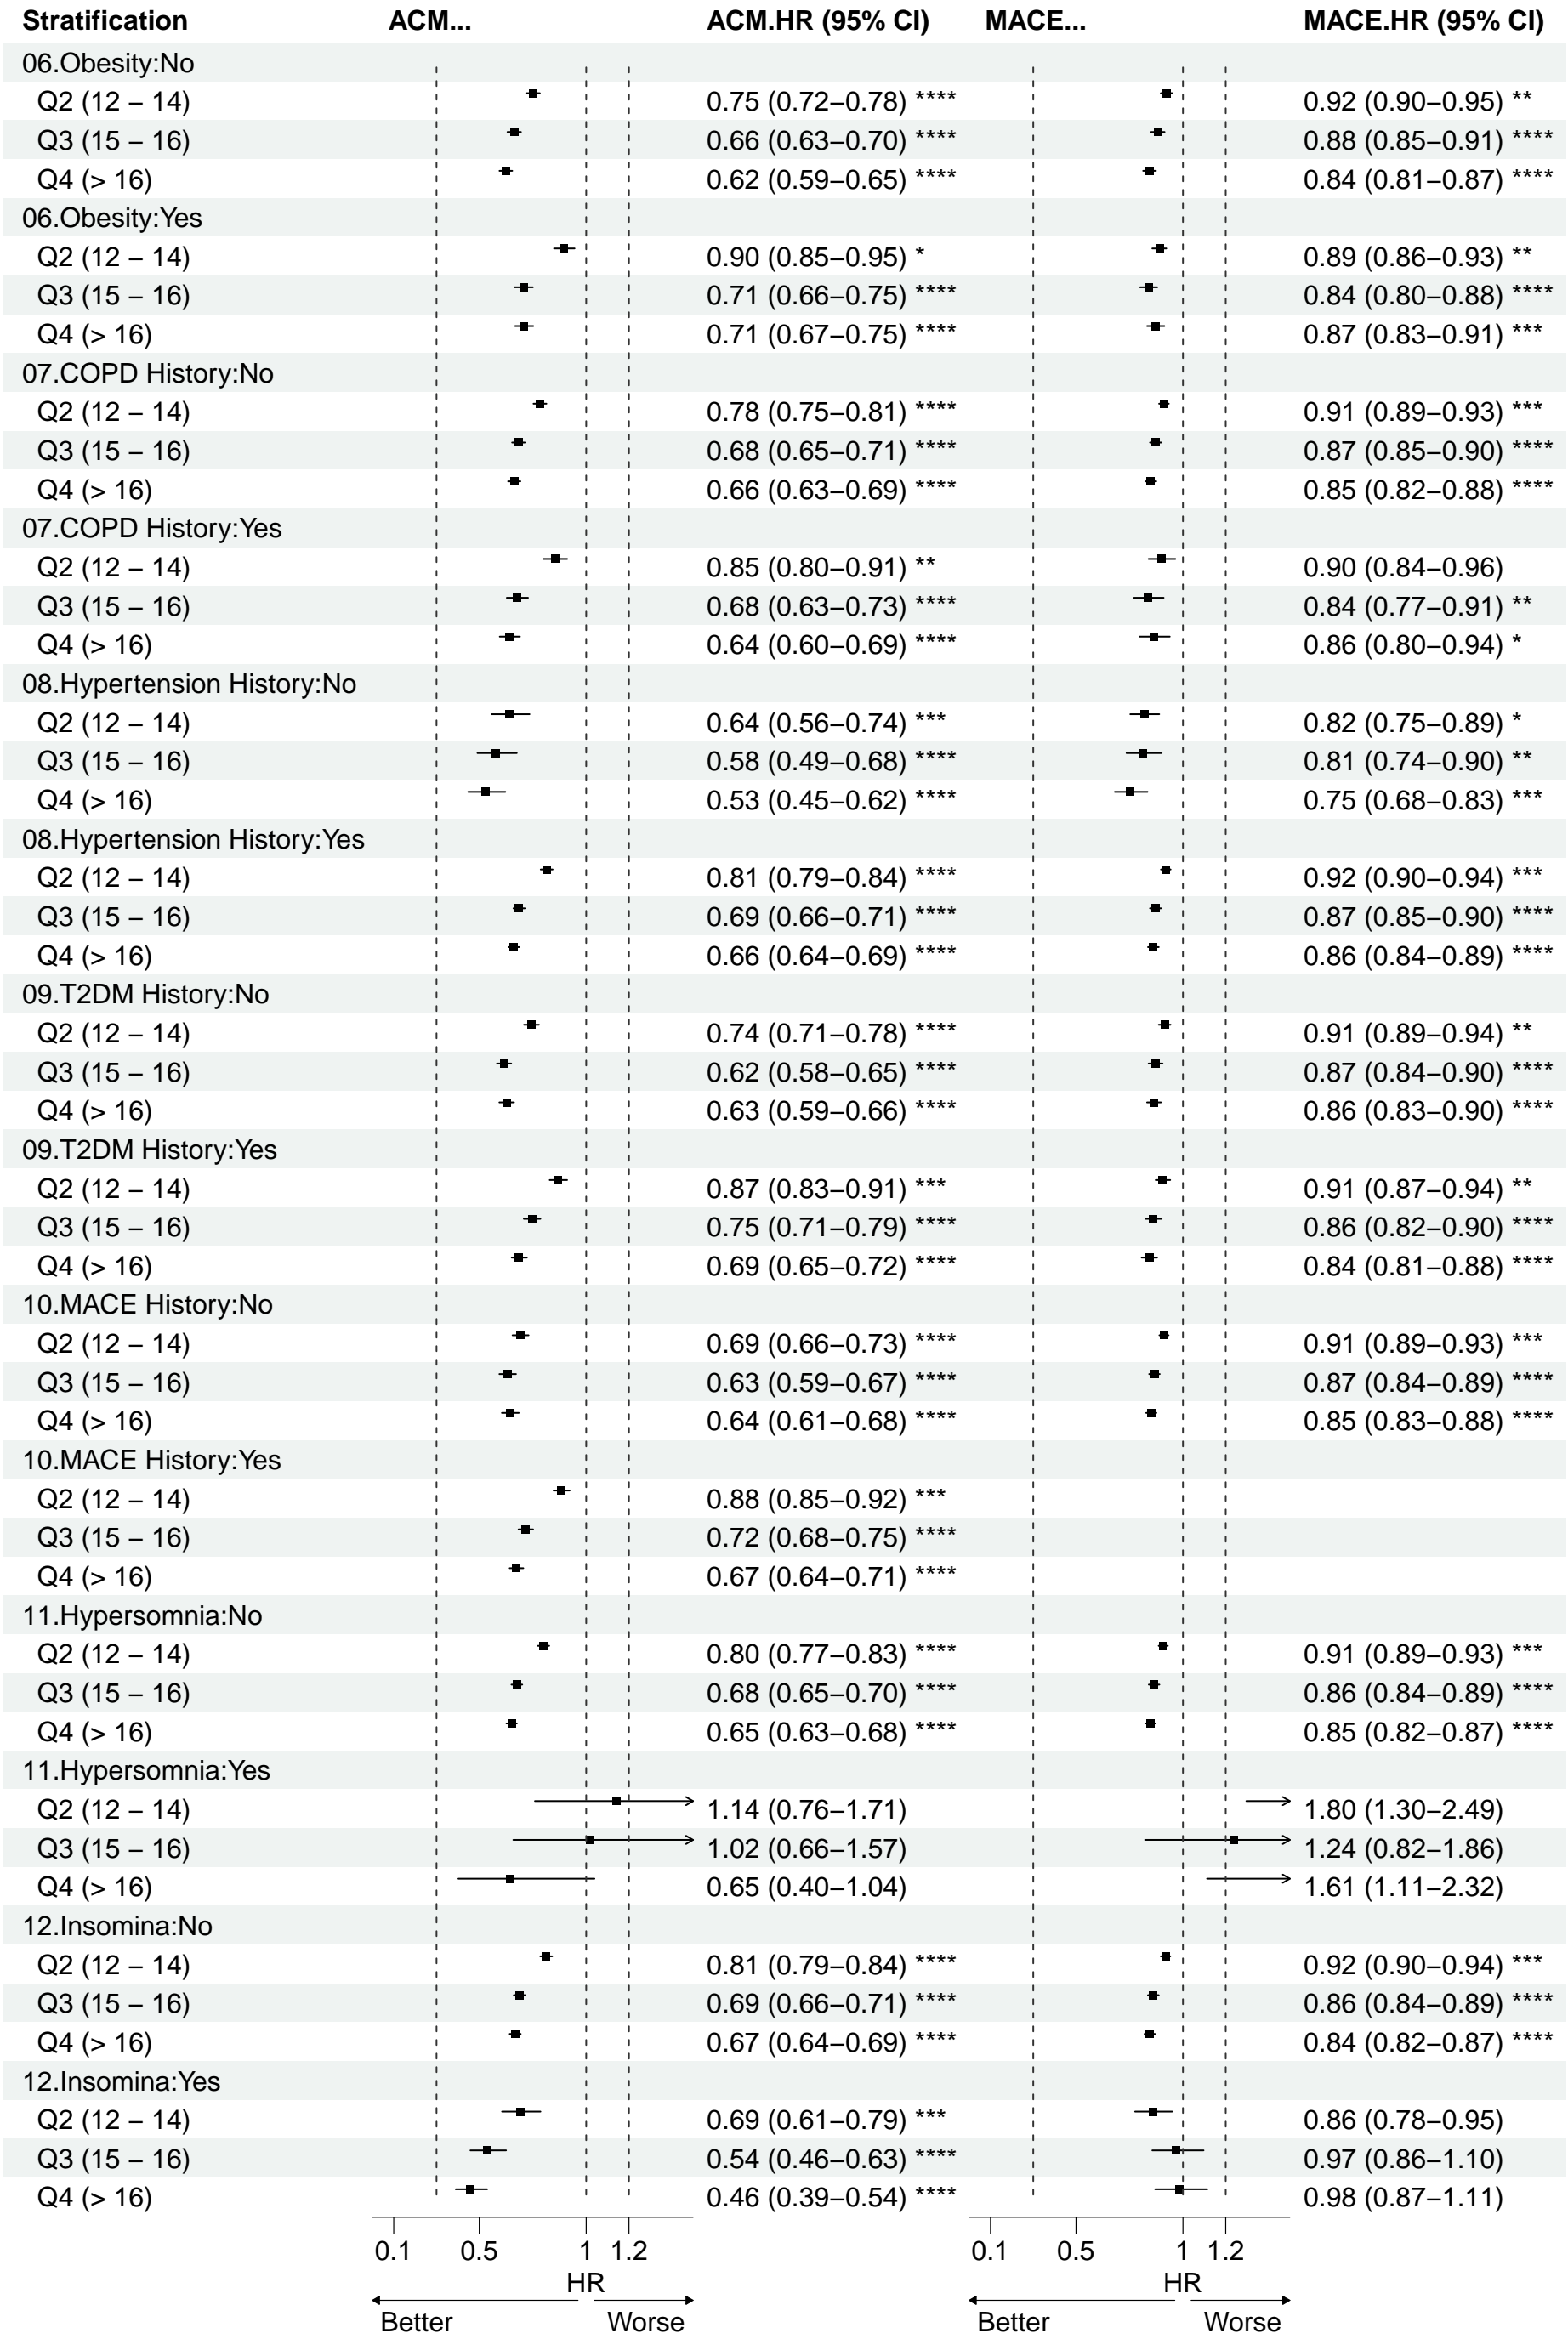 Stratification ACM... ACM.HR (95% CI) MACE... MACE.HR (95% CI)
06.Obesity:No
Q2 (12 − 14) 0.75 (0.72−0.78) **** 0.92 (0.90−0.95) **
Q3 (15 − 16) 0.66 (0.63−0.70) **** 0.88 (0.85−0.91) ****
Q4 (> 16) 0.62 (0.59−0.65) **** 0.84 (0.81−0.87) ****
06.Obesity:Yes
Q2 (12 − 14) 0.90 (0.85−0.95) * 0.89 (0.86−0.93) **
Q3 (15 − 16) 0.71 (0.66−0.75) **** 0.84 (0.80−0.88) ****
Q4 (> 16) 0.71 (0.67−0.75) **** 0.87 (0.83−0.91) ***
07.COPD History:No
Q2 (12 − 14) 0.78 (0.75−0.81) **** 0.91 (0.89−0.93) ***
Q3 (15 − 16) 0.68 (0.65−0.71) **** 0.87 (0.85−0.90) ****
Q4 (> 16) 0.66 (0.63−0.69) **** 0.85 (0.82−0.88) ****
07.COPD History:Yes
Q2 (12 − 14) 0.85 (0.80−0.91) ** 0.90 (0.84−0.96)
Q3 (15 − 16) 0.68 (0.63−0.73) **** 0.84 (0.77−0.91) **
Q4 (> 16) 0.64 (0.60−0.69) **** 0.86 (0.80−0.94) *
08.Hypertension History:No
Q2 (12 − 14) 0.64 (0.56−0.74) *** 0.82 (0.75−0.89) *
Q3 (15 − 16) 0.58 (0.49−0.68) **** 0.81 (0.74−0.90) **
Q4 (> 16) 0.53 (0.45−0.62) **** 0.75 (0.68−0.83) ***
08.Hypertension History:Yes
Q2 (12 − 14) 0.81 (0.79−0.84) **** 0.92 (0.90−0.94) ***
Q3 (15 − 16) 0.69 (0.66−0.71) **** 0.87 (0.85−0.90) ****
Q4 (> 16) 0.66 (0.64−0.69) **** 0.86 (0.84−0.89) ****
09.T2DM History:No
Q2 (12 − 14) 0.74 (0.71−0.78) **** 0.91 (0.89−0.94) **
Q3 (15 − 16) 0.62 (0.58−0.65) **** 0.87 (0.84−0.90) ****
Q4 (> 16) 0.63 (0.59−0.66) **** 0.86 (0.83−0.90) ****
09.T2DM History:Yes
Q2 (12 − 14) 0.87 (0.83−0.91) *** 0.91 (0.87−0.94) **
Q3 (15 − 16) 0.75 (0.71−0.79) **** 0.86 (0.82−0.90) ****
Q4 (> 16) 0.69 (0.65−0.72) **** 0.84 (0.81−0.88) ****
10.MACE History:No
Q2 (12 − 14) 0.69 (0.66−0.73) **** 0.91 (0.89−0.93) ***
Q3 (15 − 16) 0.63 (0.59−0.67) **** 0.87 (0.84−0.89) ****
Q4 (> 16) 0.64 (0.61−0.68) **** 0.85 (0.83−0.88) ****
10.MACE History:Yes
Q2 (12 − 14) 0.88 (0.85−0.92) ***
Q3 (15 − 16) 0.72 (0.68−0.75) ****
Q4 (> 16) 0.67 (0.64−0.71) ****
11.Hypersomnia:No
Q2 (12 − 14) 0.80 (0.77−0.83) **** 0.91 (0.89−0.93) ***
Q3 (15 − 16) 0.68 (0.65−0.70) **** 0.86 (0.84−0.89) ****
Q4 (> 16) 0.65 (0.63−0.68) **** 0.85 (0.82−0.87) ****
11.Hypersomnia:Yes
Q2 (12 − 14) 1.14 (0.76−1.71) 1.80 (1.30−2.49)
Q3 (15 − 16) 1.02 (0.66−1.57) 1.24 (0.82−1.86)
Q4 (> 16) 0.65 (0.40−1.04) 1.61 (1.11−2.32)
12.Insomina:No
Q2 (12 − 14) 0.81 (0.79−0.84) **** 0.92 (0.90−0.94) ***
Q3 (15 − 16) 0.69 (0.66−0.71) **** 0.86 (0.84−0.89) ****
Q4 (> 16) 0.67 (0.64−0.69) **** 0.84 (0.82−0.87) ****
12.Insomina:Yes
Q2 (12 − 14) 0.69 (0.61−0.79) *** 0.86 (0.78−0.95)
Q3 (15 − 16) 0.54 (0.46−0.63) **** 0.97 (0.86−1.10)
Q4 (> 16) 0.46 (0.39−0.54) **** 0.98 (0.87−1.11)
0.1 0.5 1 1.2 0.1 0.5 1 1.2
HR HR
Better Worse Better Worse